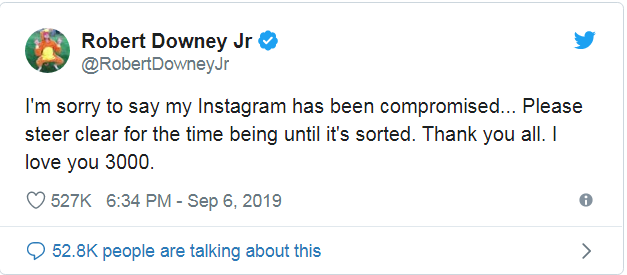 Robert Downey Jr
@RobertDowneyJr
I'm sorry to say my Instagram has been compromised... Please
steer clear for the time being until it's sorted. Thank you all. I
love you 3000.
527K 6:34 PM - Sep 6, 2019
52.8K people are talking about this